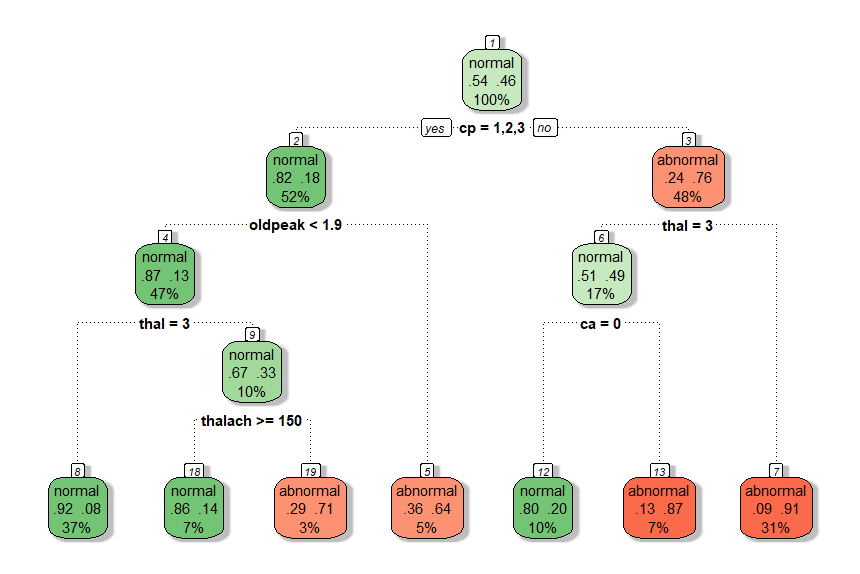 1
normal
.54 .46
100%
yes cp = 1,2,3 no
2
normal
.82 .18
52%
3
abnormal
.24 .76
48%
oldpeak < 1.9
thal = 3
4
normal
.87 .13
47%
6
normal
.51 .49
17%
thal = 3
ca = 0
9
normal
.67 .33
10%
thalach >= 150
8
normal
.92 .08
37%
18
normal
.86 .14
7%
19
abnormal
.29 .71
3%
5
abnormal
.36 .64
5%
12
normal
.80 .20
10%
13
abnormal
.13 .87
7%
7
abnormal
.09 .91
31%